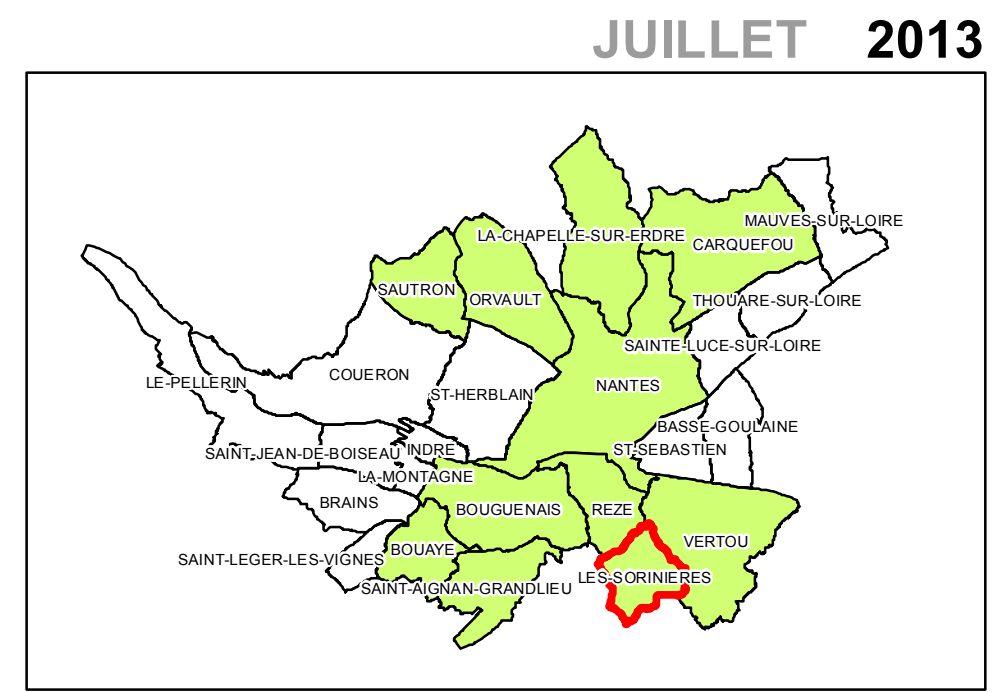 JUILLET 2013
MAUVES-SUR-LOIRE
LA-CHAPELLE-SUR-ERDRE
CARQUEFOU
SAUTRON
ORVAULT
THOUARE-SUR-LOIRE
SAINTE-LUCE-SUR-LOIRE
COUERON
LE-PELLERIN
NANTES
ST-HERBLAIN
BASSE-GOULAINE
SAINT-JEAN-DE-BOISEAU
INDRE
ST-SEBASTIEN
LA-MONTAGNE
BRAINS
BOUGUENAIS
REZE
VERTOU
BOUAYE
SAINT-LEGER-LES-VIGNES
LES-SORINIERES
SAINT-AIGNAN-GRANDLIEU